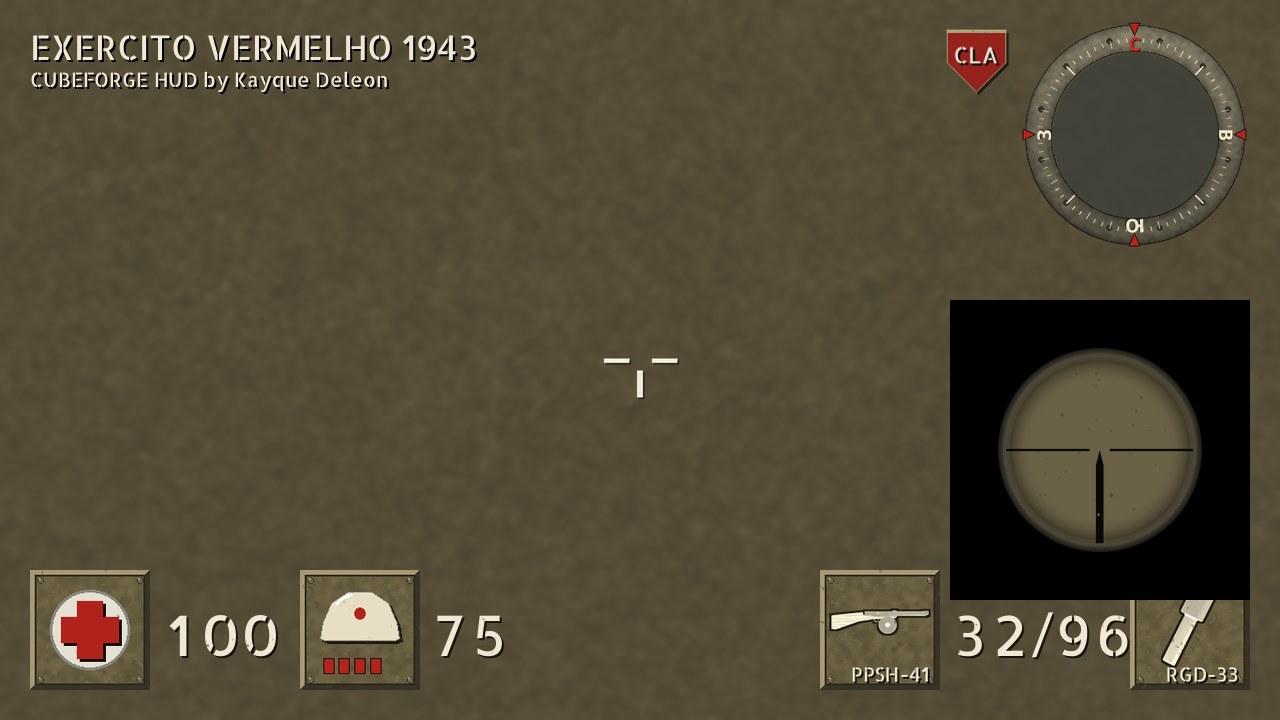 EXERCITO VERMELHO 1943
CUBEFORGE HUD by Kayque Deleon
CLA
С
З
В
Ю
100
75
32/96
PPSH-41
RGD-33